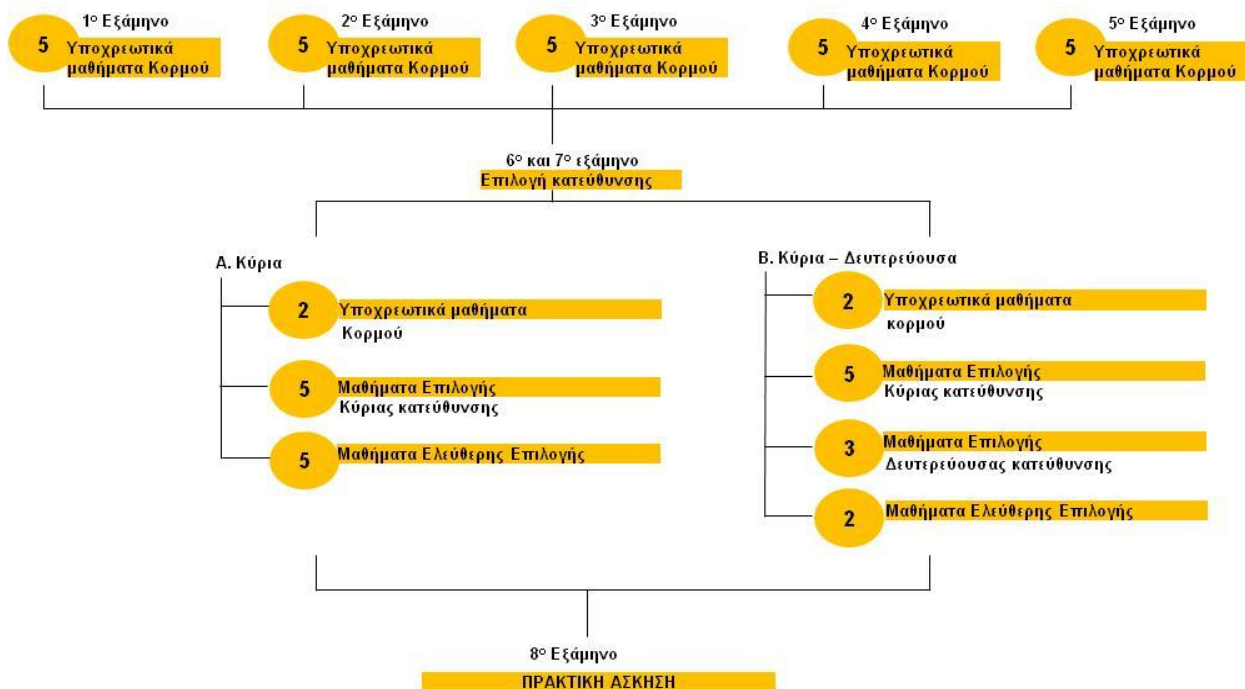 1ο Εξάμηνο
5
Υποχρεωτικά
μαθήματα Κορμού
2ο Εξάμηνο
5
Υποχρεωτικά
μαθήματα Κορμού
3ο Εξάμηνο
5
Υποχρεωτικά
μαθήματα Κορμού
4ο Εξάμηνο
5
Υποχρεωτικά
μαθήματα Κορμού
5ο Εξάμηνο
5
Υποχρεωτικά
μαθήματα Κορμού
6ο και 7ο εξάμηνο
Επιλογή κατεύθυνσης
Α. Κύρια
2
Υποχρεωτικά μαθήματα
Κορμού
5
Μαθήματα Επιλογής
Κύριας κατεύθυνσης
5
Μαθήματα Ελεύθερης Επιλογής
Β. Κύρια – Δευτερεύουσα
2
Υποχρεωτικά μαθήματα
κορμού
5
Μαθήματα Επιλογής
Κύριας κατεύθυνσης
3
Μαθήματα Επιλογής
Δευτερεύουσας κατεύθυνσης
2
Μαθήματα Ελεύθερης Επιλογής
8ο Εξάμηνο
ΠΡΑΚΤΙΚΗ ΑΣΚΗΣΗ